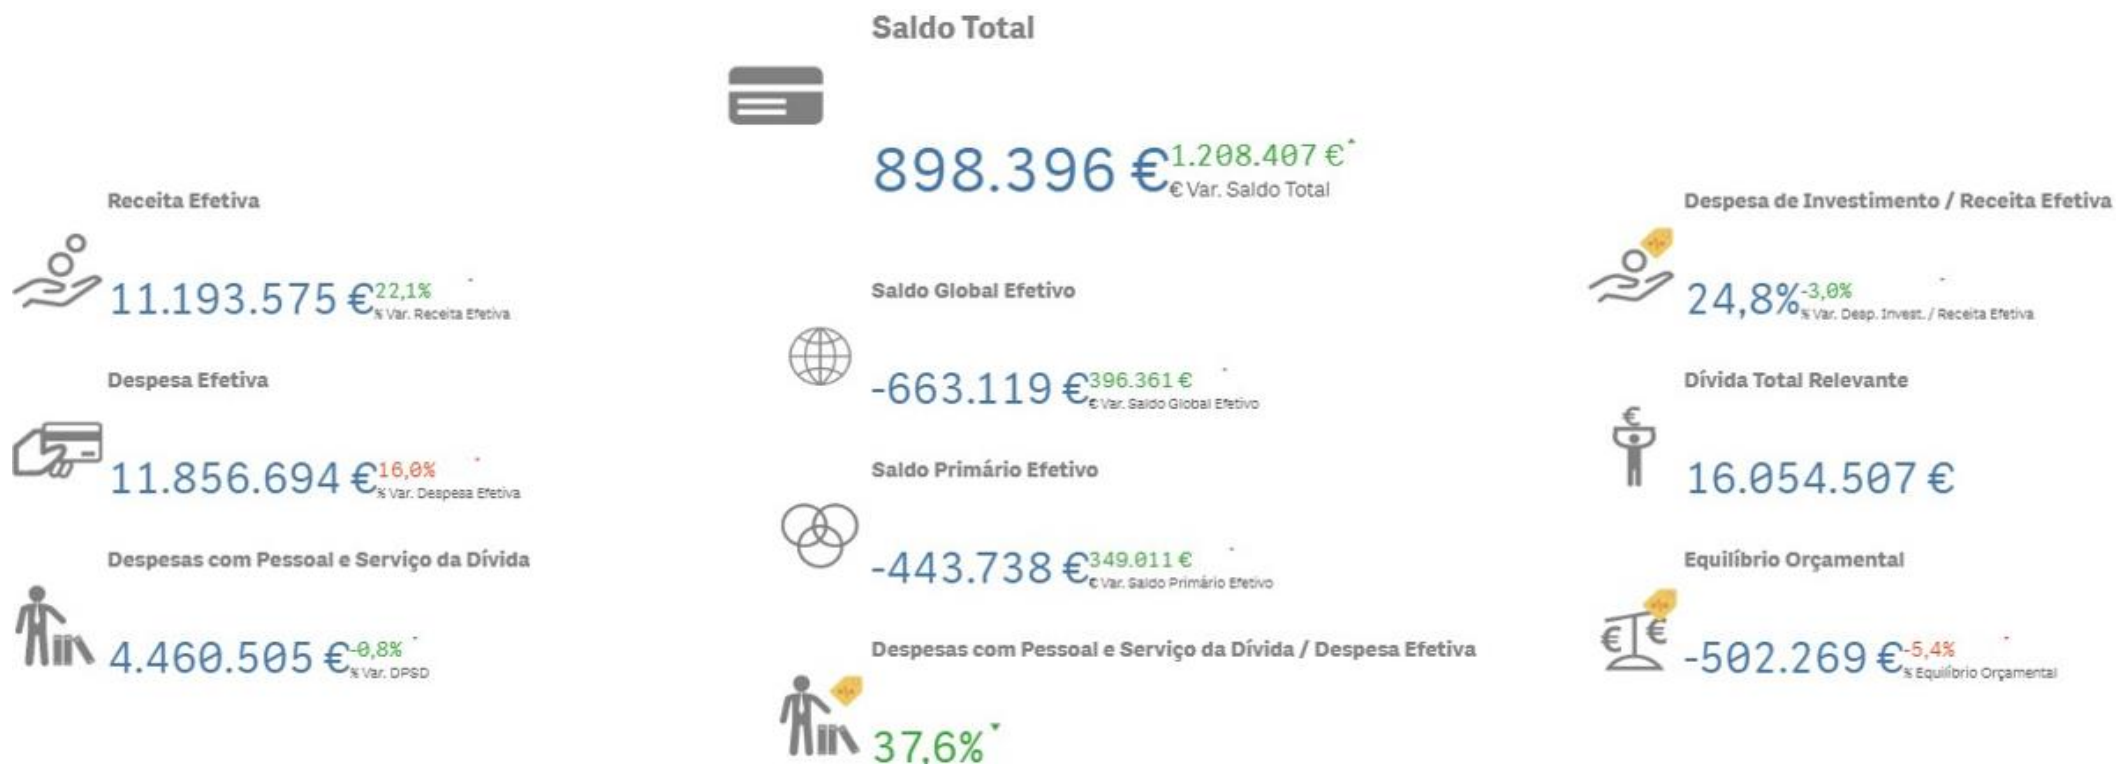 Saldo Total
898.396 € 1.208.407 €
€ Var. Saldo Total
Receita Efetiva
11.193.575 € 22,1%
% Var. Receita Efetiva
Despesa Efetiva
11.856.694 € 16,0%
% Var. Despesa Efetiva
Despesas com Pessoal e Serviço da Dívida
4.460.505 € -0,8%
% Var. DPSD
Saldo Global Efetivo
-663.119 € 396.361 €
€ Var. Saldo Global Efetivo
Saldo Primário Efetivo
-443.738 € 349.011 €
€ Var. Saldo Primário Efetivo
Despesas com Pessoal e Serviço da Dívida / Despesa Efetiva
37,6%
Despesa de Investimento / Receita Efetiva
24,8% -3,0%
% Var. Desp. Invest. / Receita Efetiva
Dívida Total Relevante
€
16.054.507 €
Equilíbrio Orçamental
€ €
-502.269 € -5,4%
% Equilíbrio Orçamental